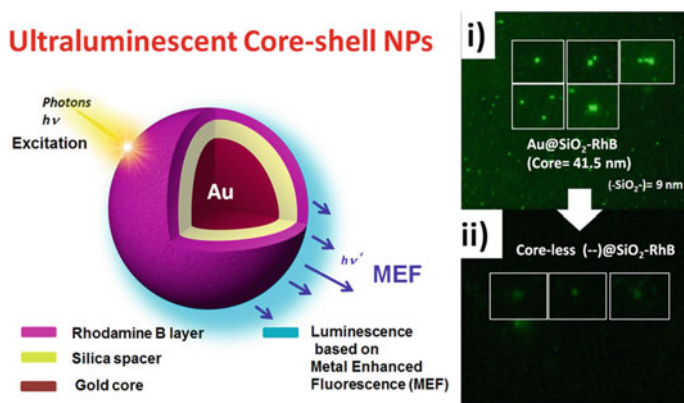 Ultraluminescent Core-shell NPs
Photons
hν
Excitation
Au
hν'
MEF
Rhodamine B layer
Silica spacer
Gold core
Luminescence
based on
Metal Enhanced
Fluorescence (MEF)
i)
Au@SiO₂-RhB
(Core= 41.5 nm)
(-SiO₂-)= 9 nm
ii)
Core-less (--)@SiO₂-RhB